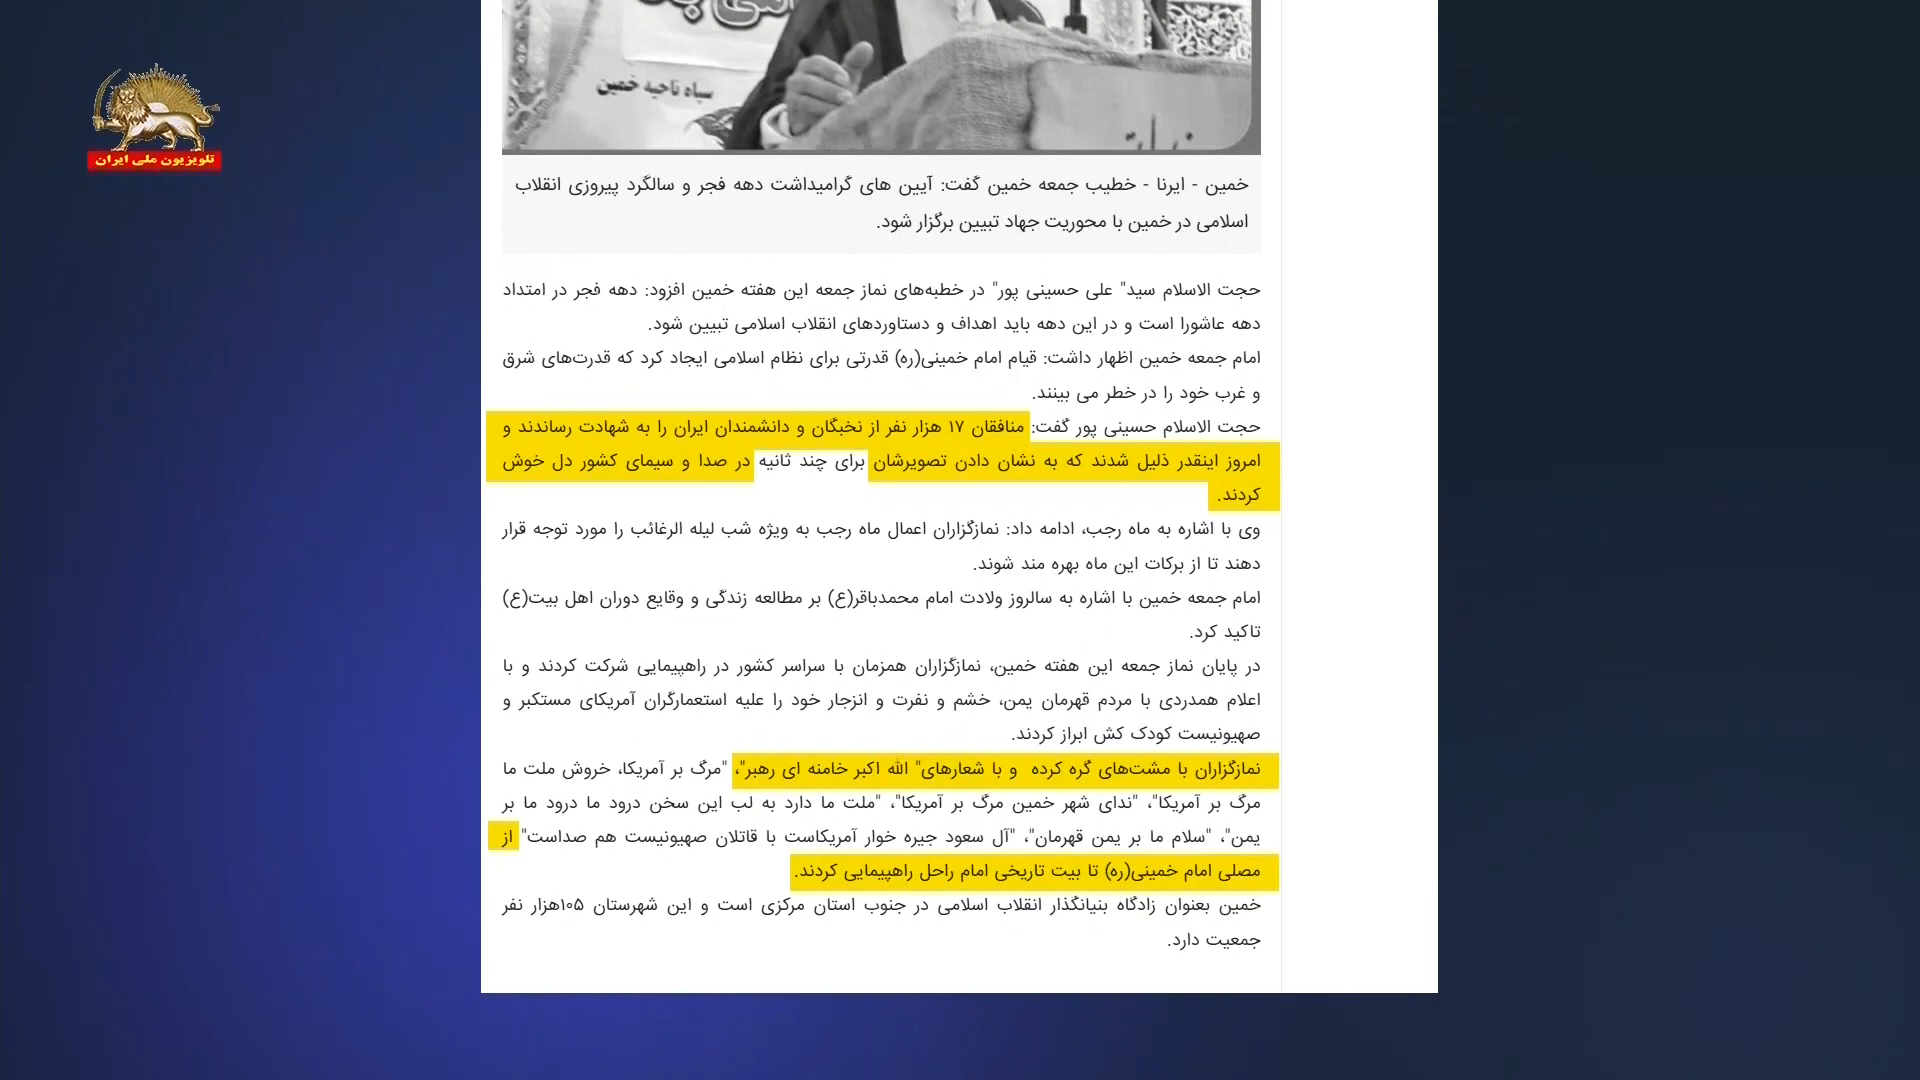 سپاه ناحیه خمین
تلویزیون ملی ایران
خمین - ایرنا - خطیب جمعه خمین گفت: آیین های گرامیداشت دهه فجر و سالگرد پیروزی انقلاب
اسلامی در خمین با محوریت جهاد تبیین برگزار شود.
حجت الاسلام سید" علی حسینی پور" در خطبه‌های نماز جمعه این هفته خمین افزود: دهه فجر در امتداد
دهه عاشورا است و در این دهه باید اهداف و دستاوردهای انقلاب اسلامی تبیین شود.
امام جمعه خمین اظهار داشت: قیام امام خمینی(ره) قدرتی برای نظام اسلامی ایجاد کرد که قدرت‌های شرق
و غرب خود را در خطر می بینند.
حجت الاسلام حسینی پور گفت: منافقان ۱۷ هزار نفر از نخبگان و دانشمندان ایران را به شهادت رساندند و
امروز اینقدر ذلیل شدند که به نشان دادن تصویرشان برای چند ثانیه در صدا و سیمای کشور دل خوش
کردند.
وی با اشاره به ماه رجب، ادامه داد: نمازگزاران اعمال ماه رجب به ویژه شب لیله الرغائب را مورد توجه قرار
دهند تا از برکات این ماه بهره مند شوند.
امام جمعه خمین با اشاره به سالروز ولادت امام محمدباقر(ع) بر مطالعه زندگی و وقایع دوران اهل بیت(ع)
تاکید کرد.
در پایان نماز جمعه این هفته خمین، نمازگزاران همزمان با سراسر کشور در راهپیمایی شرکت کردند و با
اعلام همدردی با مردم قهرمان یمن، خشم و نفرت و انزجار خود را علیه استعمارگران آمریکای مستکبر و
صهیونیست کودک کش ابراز کردند.
نمازگزاران با مشت‌های گره کرده  و با شعارهای" الله اکبر خامنه ای رهبر"، "مرگ بر آمریکا، خروش ملت ما
مرگ بر آمریکا"، "ندای شهر خمین مرگ بر آمریکا"، "ملت ما دارد به لب این سخن درود ما درود ما بر
یمن"، "سلام ما بر یمن قهرمان"، "آل سعود جیره خوار آمریکاست با قاتلان صهیونیست هم صداست" از
مصلی امام خمینی(ره) تا بیت تاریخی امام راحل راهپیمایی کردند.
خمین بعنوان زادگاه بنیانگذار انقلاب اسلامی در جنوب استان مرکزی است و این شهرستان ۱۰۵هزار نفر
جمعیت دارد.